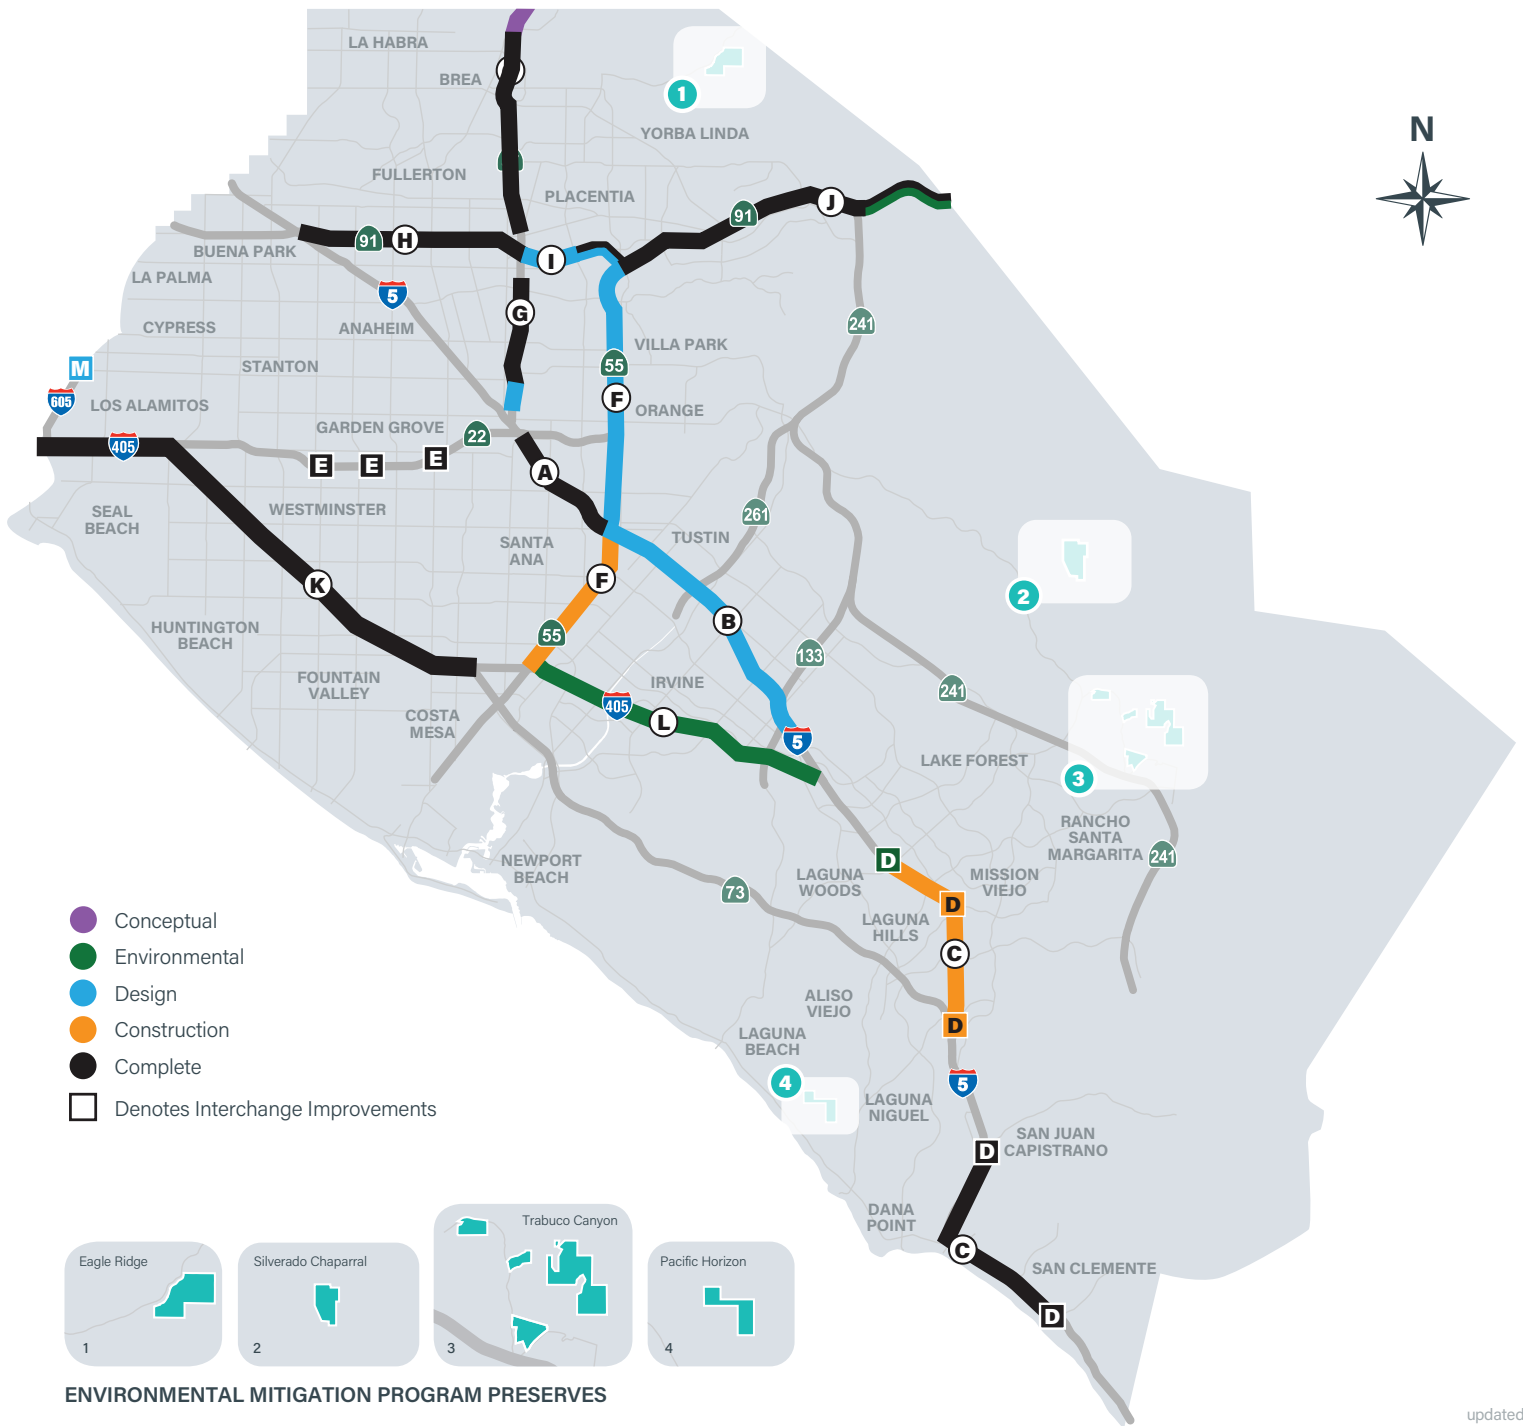 LA HABRA
BREA
1
YORBA LINDA
N
FULLERTON
PLACENTIA
J
91
91
H
BUENA PARK
I
LA PALMA
5
G
CYPRESS
ANAHEIM
241
VILLA PARK
M
STANTON
55
605
LOS ALAMITOS
F
ORANGE
GARDEN GROVE
22
405
E
E
E
A
WESTMINSTER
261
SEAL
BEACH
SANTA
ANA
TUSTIN
F
K
2
B
HUNTINGTON
BEACH
55
133
FOUNTAIN
VALLEY
IRVINE
241
405
L
COSTA
MESA
5
LAKE FOREST
3
RANCHO
SANTA
MARGARITA
241
NEWPORT
BEACH
D
LAGUNA
WOODS
MISSION
VIEJO
73
D
LAGUNA
HILLS
C
ALISO
VIEJO
D
LAGUNA
BEACH
4
5
LAGUNA
NIGUEL
SAN JUAN
CAPISTRANO
D
DANA
POINT
C
SAN CLEMENTE
D
Conceptual
Environmental
Design
Construction
Complete
Denotes Interchange Improvements
Eagle Ridge
1
Silverado Chaparral
2
Trabuco Canyon
3
Pacific Horizon
4
ENVIRONMENTAL MITIGATION PROGRAM PRESERVES
updated